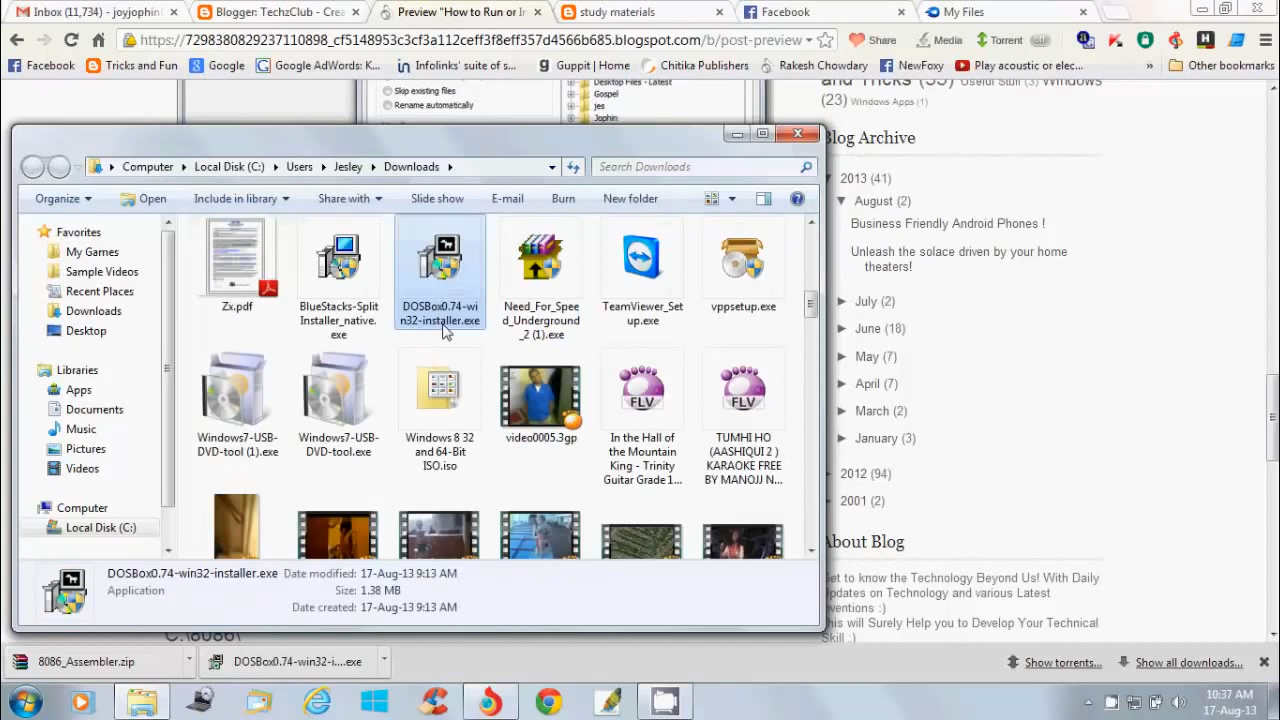 Inbox (11,734) - joyjophin
Blogger: TechzClub - Crea
Preview "How to Run or In
study materials
Facebook
My Files
https://7298380829237110898_cf5148953c3cf3a112ceff3f8eff357d4566b685.blogspot.com/b/post-preview
Share
Media
Torrent
Facebook
Tricks and Fun
Google
Google AdWords: K...
Infolinks' suite of s...
Guppit | Home
Chitika Publishers
Rakesh Chowdary
NewFoxy
Play acoustic or elec...
»
Other bookmarks
Skip existing files
Rename automatically
Desktop Files - Latest
Gospel
jes
Jophin
and Tricks (35) Useful Stuff (3) Windows
(23) Windows Apps (1)
Blog Archive
2013 (41)
August (2)
Business Friendly Android Phones !
Unleash the solace driven by your home
theaters!
July (2)
June (18)
May (7)
April (7)
March (2)
January (3)
2012 (94)
2001 (2)
About Blog
Get to know the Technology Beyond Us! With Daily
Updates on Technology and various Latest
Inventions :)
This will Surely Help you to Develop Your Technical
Skill :)
Computer
Local Disk (C:)
Users
Jesley
Downloads
Search Downloads
Organize
Open
Include in library
Share with
Slide show
E-mail
Burn
New folder
Favorites
My Games
Sample Videos
Recent Places
Downloads
Desktop
Libraries
Apps
Documents
Music
Pictures
Videos
Computer
Local Disk (C:)
Zx.pdf
BlueStacks-Split
Installer_native.
exe
DOSBox0.74-wi
n32-installer.exe
Need_For_Spee
d_Underground
_2 (1).exe
TeamViewer_Set
up.exe
vppsetup.exe
Windows7-USB-
DVD-tool (1).exe
Windows7-USB-
DVD-tool.exe
Windows 8 32
and 64-Bit
ISO.iso
video0005.3gp
FLV
In the Hall of
the Mountain
King - Trinity
Guitar Grade 1...
FLV
TUMHI HO
(AASHIQUI 2 )
KARAOKE FREE
BY MANOJJ N...
DOSBox0.74-win32-installer.exe
Application
Date modified: 17-Aug-13 9:13 AM
Size: 1.38 MB
Date created: 17-Aug-13 9:13 AM
C:\8086\
8086_Assembler.zip
DOSBox0.74-win32-i....exe
Show torrents...
Show all downloads...
10:37 AM
17-Aug-13